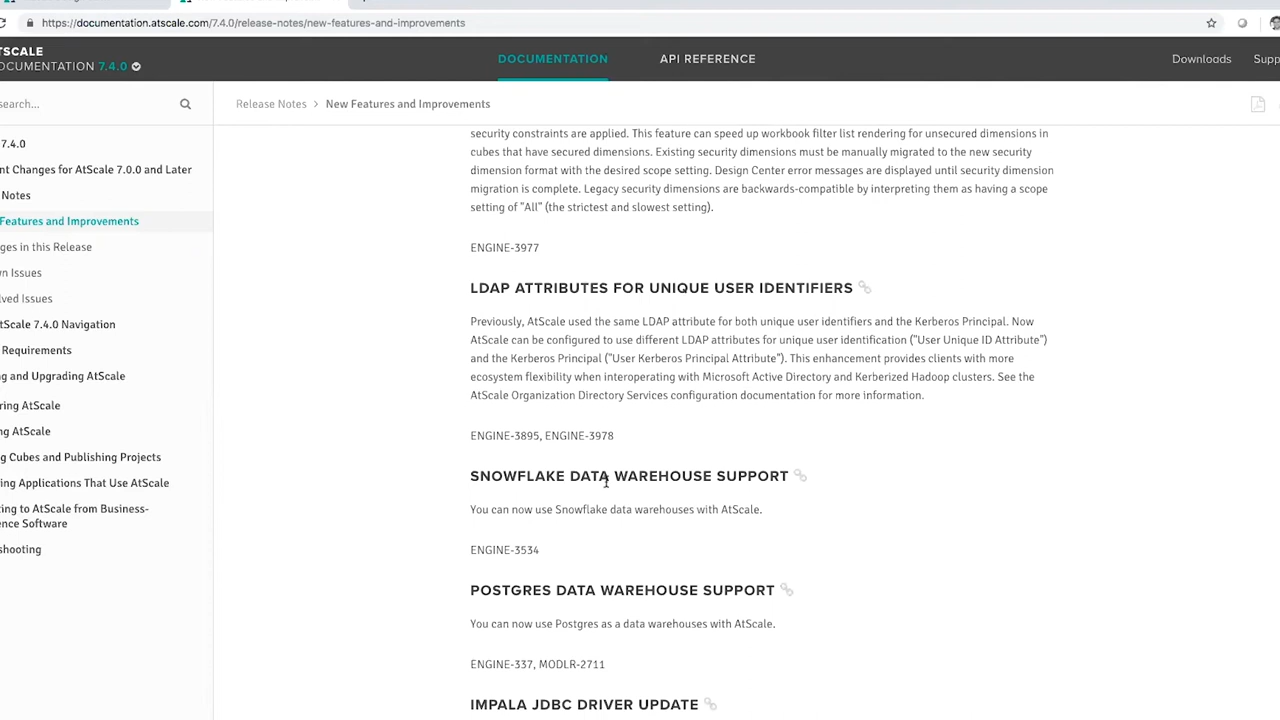 https://documentation.atscale.com/7.4.0/release-notes/new-features-and-improvements
TSCALE
DOCUMENTATION 7.4.0
DOCUMENTATION
API REFERENCE
Downloads
Supp
earch...
Release Notes > New Features and Improvements
7.4.0
nt Changes for AtScale 7.0.0 and Later
Notes
Features and Improvements
ges in this Release
n Issues
lved Issues
tScale 7.4.0 Navigation
Requirements
g and Upgrading AtScale
ring AtScale
ng AtScale
g Cubes and Publishing Projects
ring Applications That Use AtScale
ting to AtScale from Business-
ence Software
shooting
security constraints are applied. This feature can speed up workbook filter list rendering for unsecured dimensions in
cubes that have secured dimensions. Existing security dimensions must be manually migrated to the new security
dimension format with the desired scope setting. Design Center error messages are displayed until security dimension
migration is complete. Legacy security dimensions are backwards-compatible by interpreting them as having a scope
setting of "All" (the strictest and slowest setting).
ENGINE-3977
LDAP ATTRIBUTES FOR UNIQUE USER IDENTIFIERS
Previously, AtScale used the same LDAP attribute for both unique user identifiers and the Kerberos Principal. Now
AtScale can be configured to use different LDAP attributes for unique user identification ("User Unique ID Attribute")
and the Kerberos Principal ("User Kerberos Principal Attribute"). This enhancement provides clients with more
ecosystem flexibility when interoperating with Microsoft Active Directory and Kerberized Hadoop clusters. See the
AtScale Organization Directory Services configuration documentation for more information.
ENGINE-3895, ENGINE-3978
SNOWFLAKE DATA WAREHOUSE SUPPORT
You can now use Snowflake data warehouses with AtScale.
ENGINE-3534
POSTGRES DATA WAREHOUSE SUPPORT
You can now use Postgres as a data warehouses with AtScale.
ENGINE-337, MODLR-2711
IMPALA JDBC DRIVER UPDATE